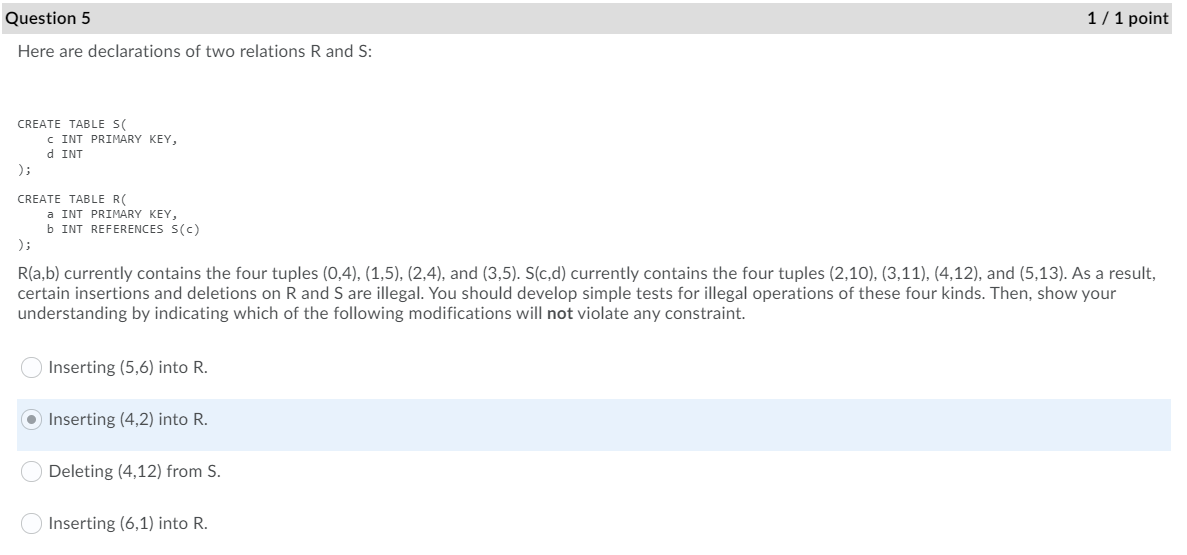 Question 5
1 / 1 point
Here are declarations of two relations R and S:
CREATE TABLE S(
    c INT PRIMARY KEY,
    d INT
);
CREATE TABLE R(
    a INT PRIMARY KEY,
    b INT REFERENCES S(c)
);
R(a,b) currently contains the four tuples (0,4), (1,5), (2,4), and (3,5). S(c,d) currently contains the four tuples (2,10), (3,11), (4,12), and (5,13). As a result,
certain insertions and deletions on R and S are illegal. You should develop simple tests for illegal operations of these four kinds. Then, show your
understanding by indicating which of the following modifications will not violate any constraint.
Inserting (5,6) into R.
Inserting (4,2) into R.
Deleting (4,12) from S.
Inserting (6,1) into R.